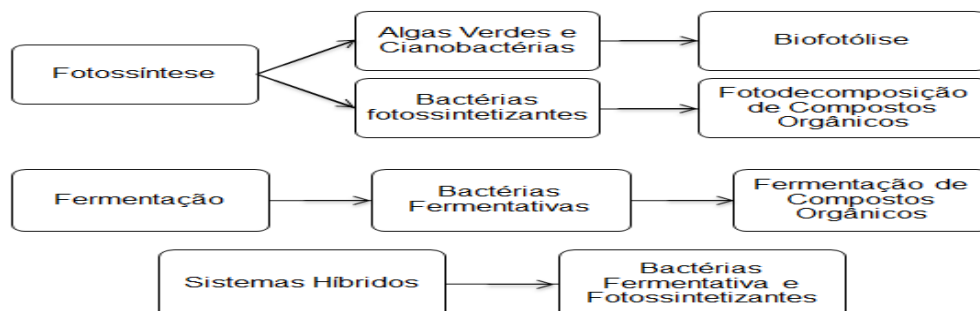 Fotossíntese
Algas Verdes e
Cianobactérias
Biofotólise
Bactérias
fotossintetizantes
Fotodecomposição
de Compostos
Orgânicos
Fermentação
Bactérias
Fermentativas
Fermentação de
Compostos
Orgânicos
Sistemas Híbridos
Bactérias
Fermentativa e
Fotossintetizantes